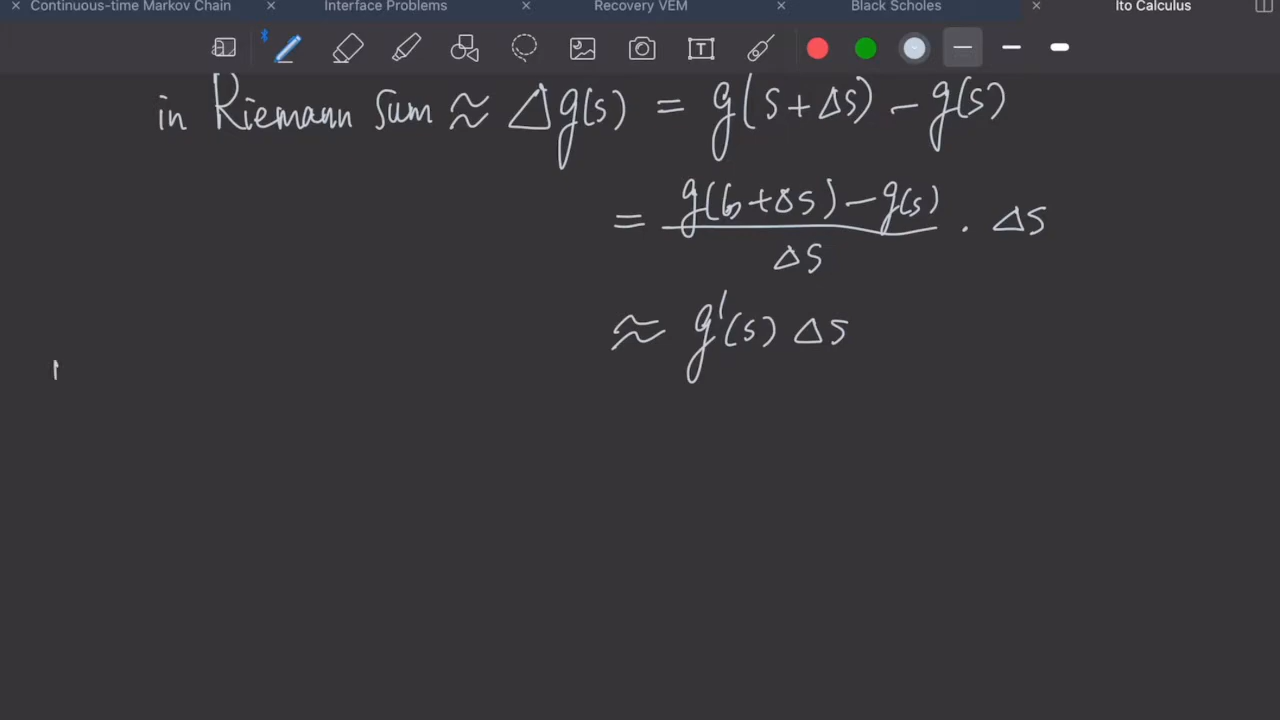 Continuous-time Markov Chain Interface Problems Recovery VEM Black Scholes Ito Calculus
T
in Riemann Sum ≈ Δg(s) = g(s+Δs) − g(s)
= g(s+Δs) − g(s) / Δs · Δs
≈ g'(s) Δs